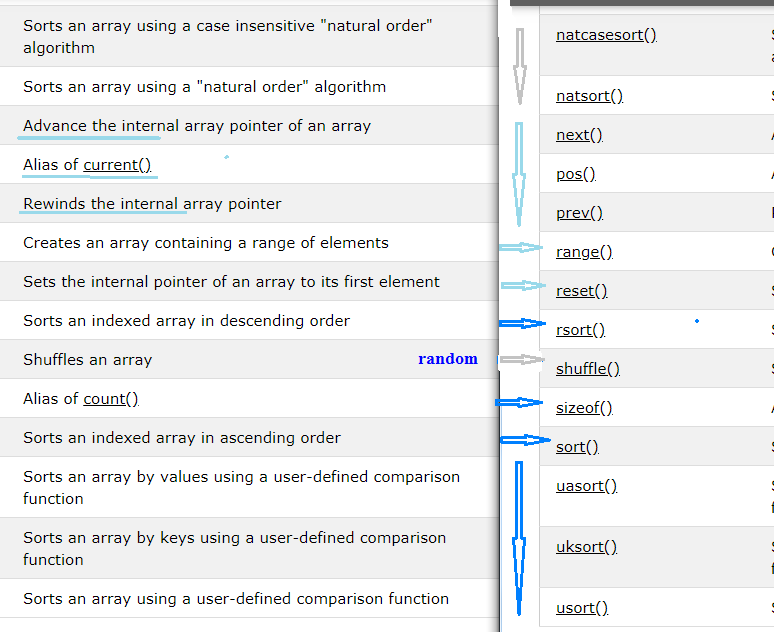 Sorts an array using a case insensitive "natural order"
algorithm
Sorts an array using a "natural order" algorithm
Advance the internal array pointer of an array
Alias of current()
Rewinds the internal array pointer
Creates an array containing a range of elements
Sets the internal pointer of an array to its first element
Sorts an indexed array in descending order
Shuffles an array random
Alias of count()
Sorts an indexed array in ascending order
Sorts an array by values using a user-defined comparison
function
Sorts an array by keys using a user-defined comparison
function
Sorts an array using a user-defined comparison function
natcasesort()
natsort()
next()
pos()
prev()
range()
reset()
rsort()
shuffle()
sizeof()
sort()
uasort()
uksort()
usort()